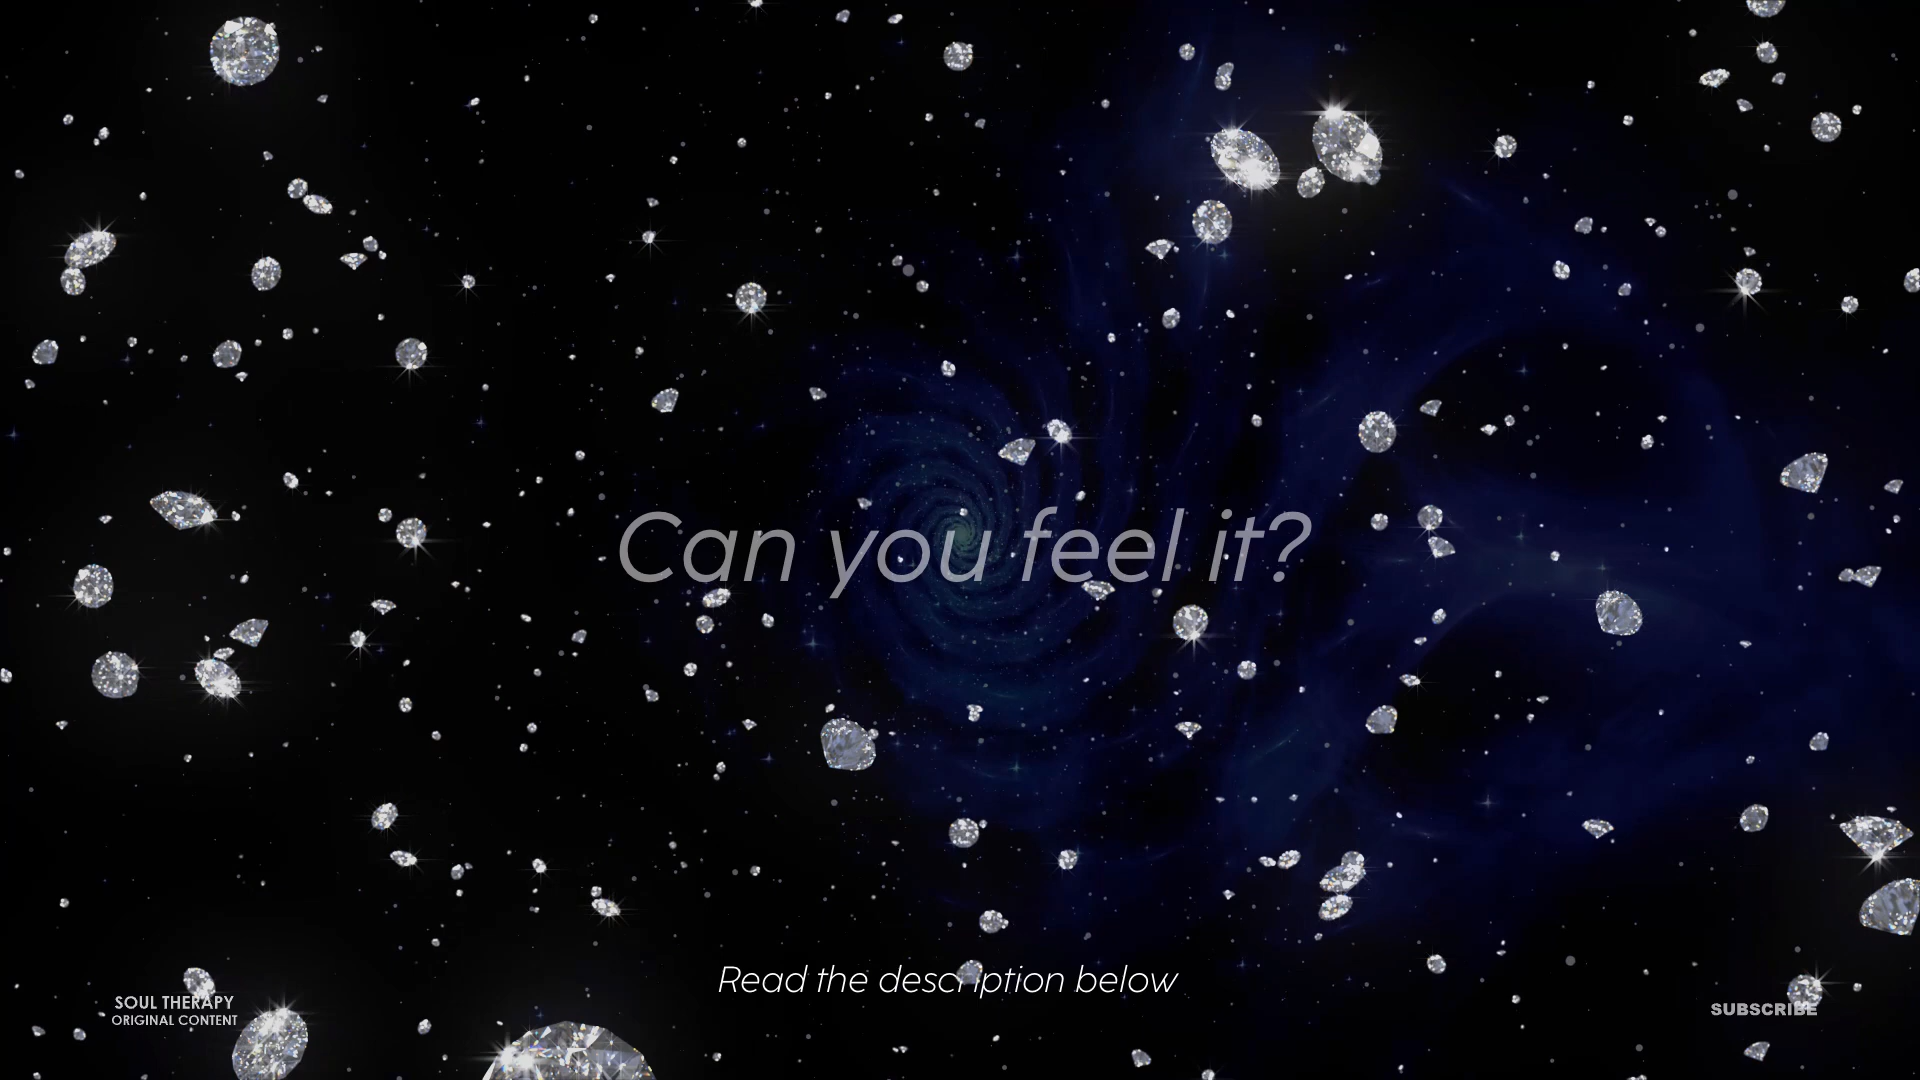 Can you feel it?
Read the description below
SOUL THERAPY
ORIGINAL CONTENT
SUBSCRIBE